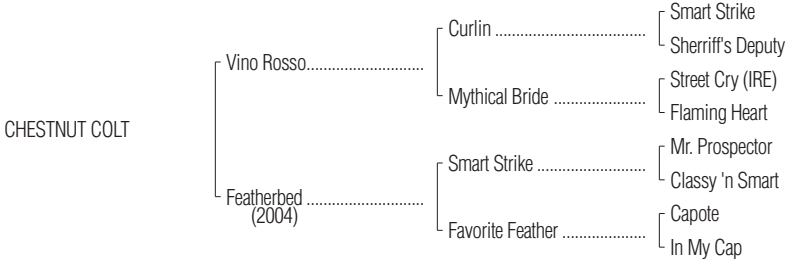 Smart Strike
Curlin ....................................
Sherriff's Deputy
Vino Rosso............................
Street Cry (IRE)
Mythical Bride ......................
Flaming Heart
CHESTNUT COLT
Mr. Prospector
Smart Strike ..........................
Classy 'n Smart
Featherbed ............................
(2004)
Capote
Favorite Feather ....................
In My Cap